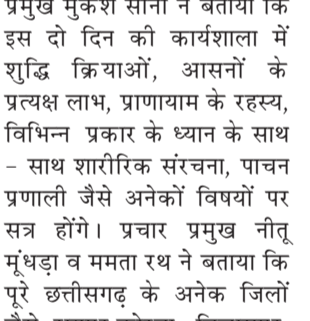 प्रमुख मुकेश सोनी ने बताया कि
इस दो दिन की कार्यशाला में
शुद्धि क्रियाओं, आसनों के
प्रत्यक्ष लाभ, प्राणायाम के रहस्य,
विभिन्न प्रकार के ध्यान के साथ
– साथ शारीरिक संरचना, पाचन
प्रणाली जैसे अनेकों विषयों पर
सत्र होंगे। प्रचार प्रमुख नीतू
मूंधड़ा व ममता रथ ने बताया कि
पूरे छत्तीसगढ़ के अनेक जिलों